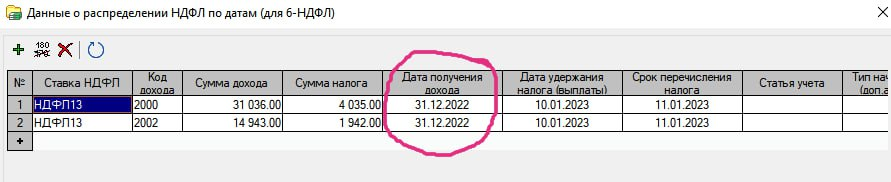 Данные о распределении НДФЛ по датам (для 6-НДФЛ)
№ Ставка НДФЛ Код дохода Сумма дохода Сумма налога Дата получения дохода Дата удержания налога (выплаты) Срок перечисления налога Статья учета Тип нач (доп.а
1 НДФЛ13 2000 31 036.00 4 035.00 31.12.2022 10.01.2023 11.01.2023
2 НДФЛ13 2002 14 943.00 1 942.00 31.12.2022 10.01.2023 11.01.2023